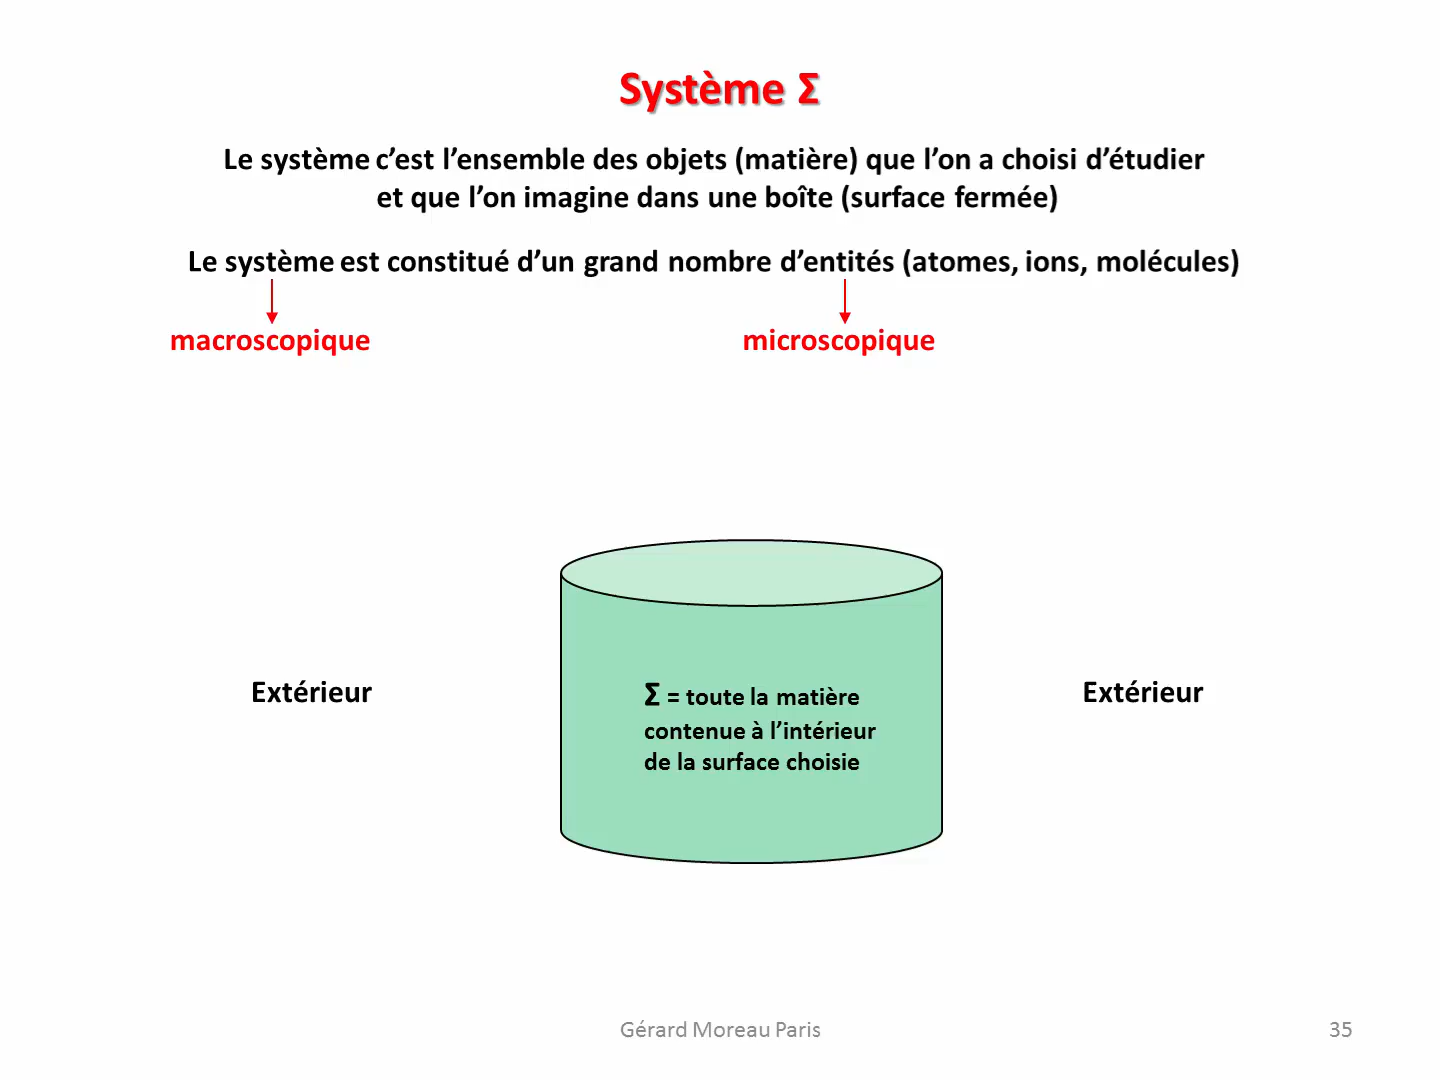 Système Σ
Le système c’est l’ensemble des objets (matière) que l’on a choisi d’étudier
et que l’on imagine dans une boîte (surface fermée)
Le système est constitué d’un grand nombre d’entités (atomes, ions, molécules)
macroscopique
microscopique
Extérieur
Σ = toute la matière
contenue à l’intérieur
de la surface choisie
Extérieur
Gérard Moreau Paris
35